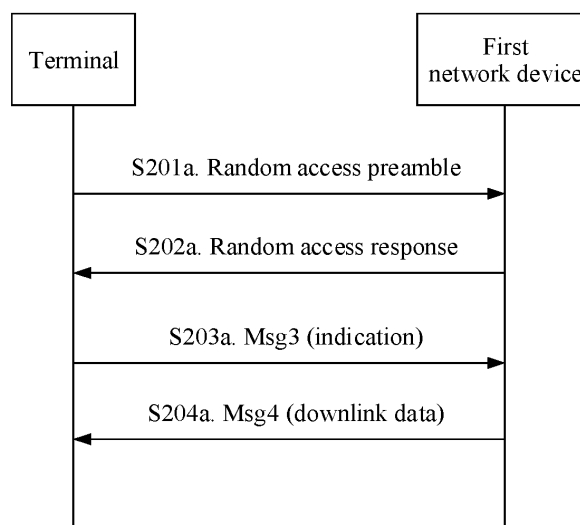 Terminal
First
network device
S201a. Random access preamble
S202a. Random access response
S203a. Msg3 (indication)
S204a. Msg4 (downlink data)